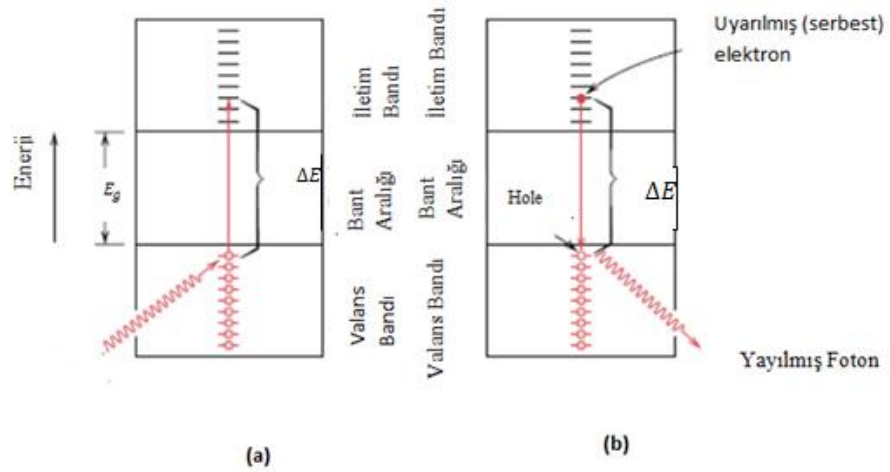 Enerji
E_g
ΔE
İletim
Bandı
Bant
Aralığı
Valans
Bandı
(a)
İletim Bandı
Bant
Aralığı
Valans Bandı
Uyarılmış (serbest)
elektron
Hole
ΔE
Yayılmış Foton
(b)